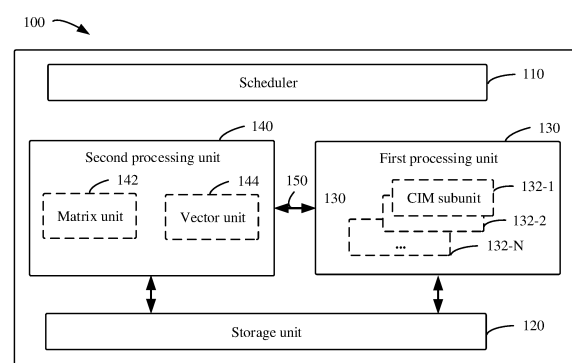 100
Scheduler
110
140
130
Second processing unit
First processing unit
142
144
150
130
132-1
Matrix unit
Vector unit
CIM subunit
132-2
...
132-N
Storage unit
120